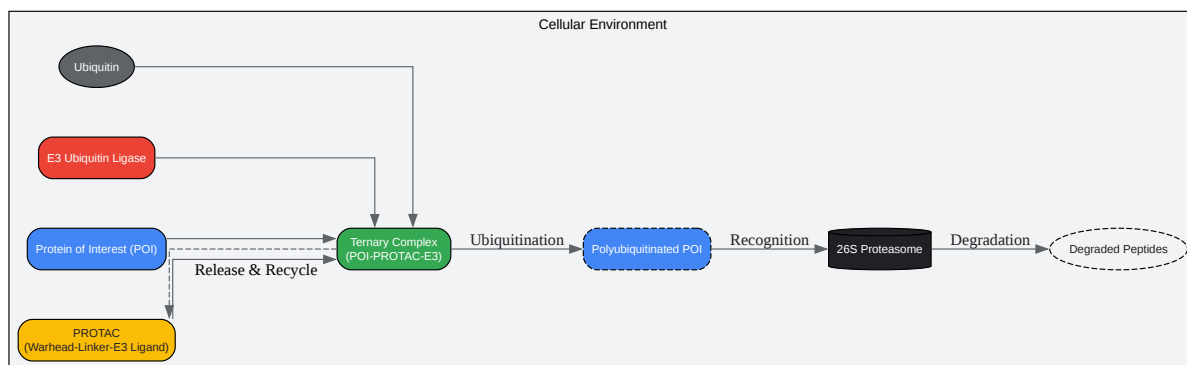 Cellular Environment
Ubiquitin
E3 Ubiquitin Ligase
Protein of Interest (POI)
Ternary Complex
(POI-PROTAC-E3)
Ubiquitination
Polyubiquitinated POI
Recognition
26S Proteasome
Degradation
Degraded Peptides
Release & Recycle
PROTAC
(Warhead-Linker-E3 Ligand)